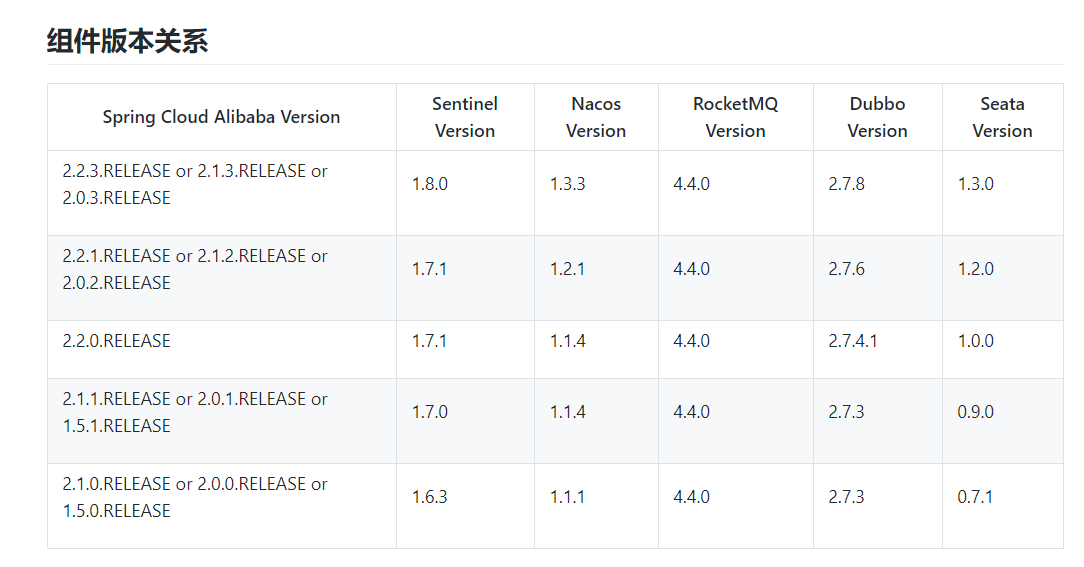 组件版本关系
Spring Cloud Alibaba Version
Sentinel Version
Nacos Version
RocketMQ Version
Dubbo Version
Seata Version
2.2.3.RELEASE or 2.1.3.RELEASE or
2.0.3.RELEASE
1.8.0
1.3.3
4.4.0
2.7.8
1.3.0
2.2.1.RELEASE or 2.1.2.RELEASE or
2.0.2.RELEASE
1.7.1
1.2.1
4.4.0
2.7.6
1.2.0
2.2.0.RELEASE
1.7.1
1.1.4
4.4.0
2.7.4.1
1.0.0
2.1.1.RELEASE or 2.0.1.RELEASE or
1.5.1.RELEASE
1.7.0
1.1.4
4.4.0
2.7.3
0.9.0
2.1.0.RELEASE or 2.0.0.RELEASE or
1.5.0.RELEASE
1.6.3
1.1.1
4.4.0
2.7.3
0.7.1